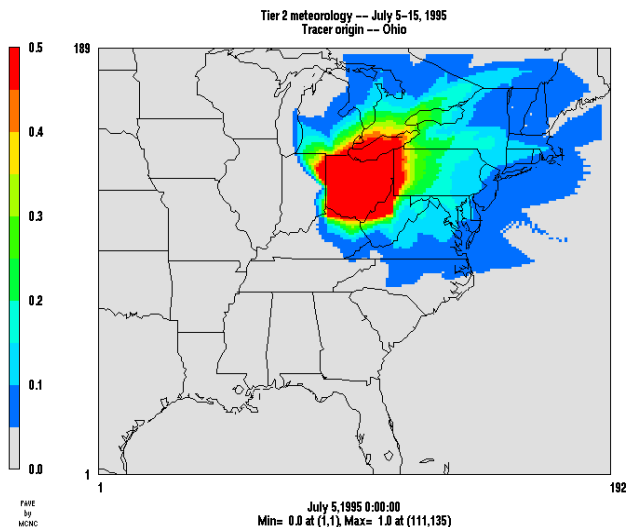 Tier 2 meteorology -- July 5-15, 1995
Tracer origin -- Ohio
0.5
0.4
0.3
0.2
0.1
0.0
189
1
1
192
PAVE
by
MCNC
July 5,1995 0:00:00
Min= 0.0 at (1,1), Max= 1.0 at (111,135)